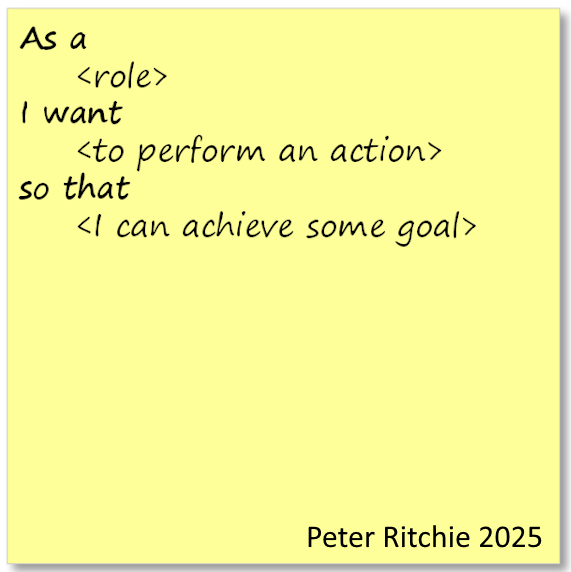 As a
<role>
I want
<to perform an action>
so that
<I can achieve some goal>
Peter Ritchie 2025